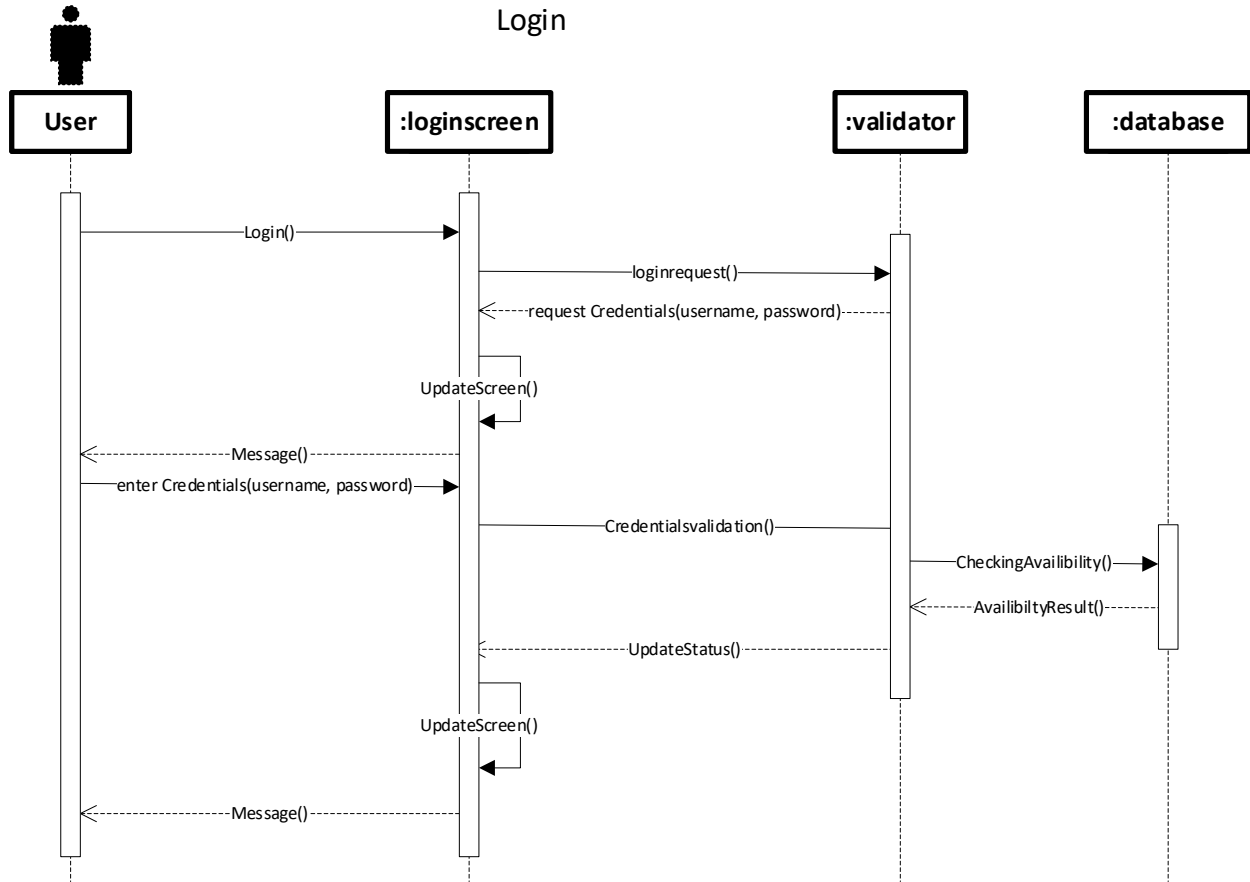 Login
User
:loginscreen
:validator
:database
Login()
loginrequest()
request Credentials(username, password)
UpdateScreen()
Message()
enter Credentials(username, password)
Credentialsvalidation()
CheckingAvailibility()
AvailibiltyResult()
UpdateStatus()
UpdateScreen()
Message()